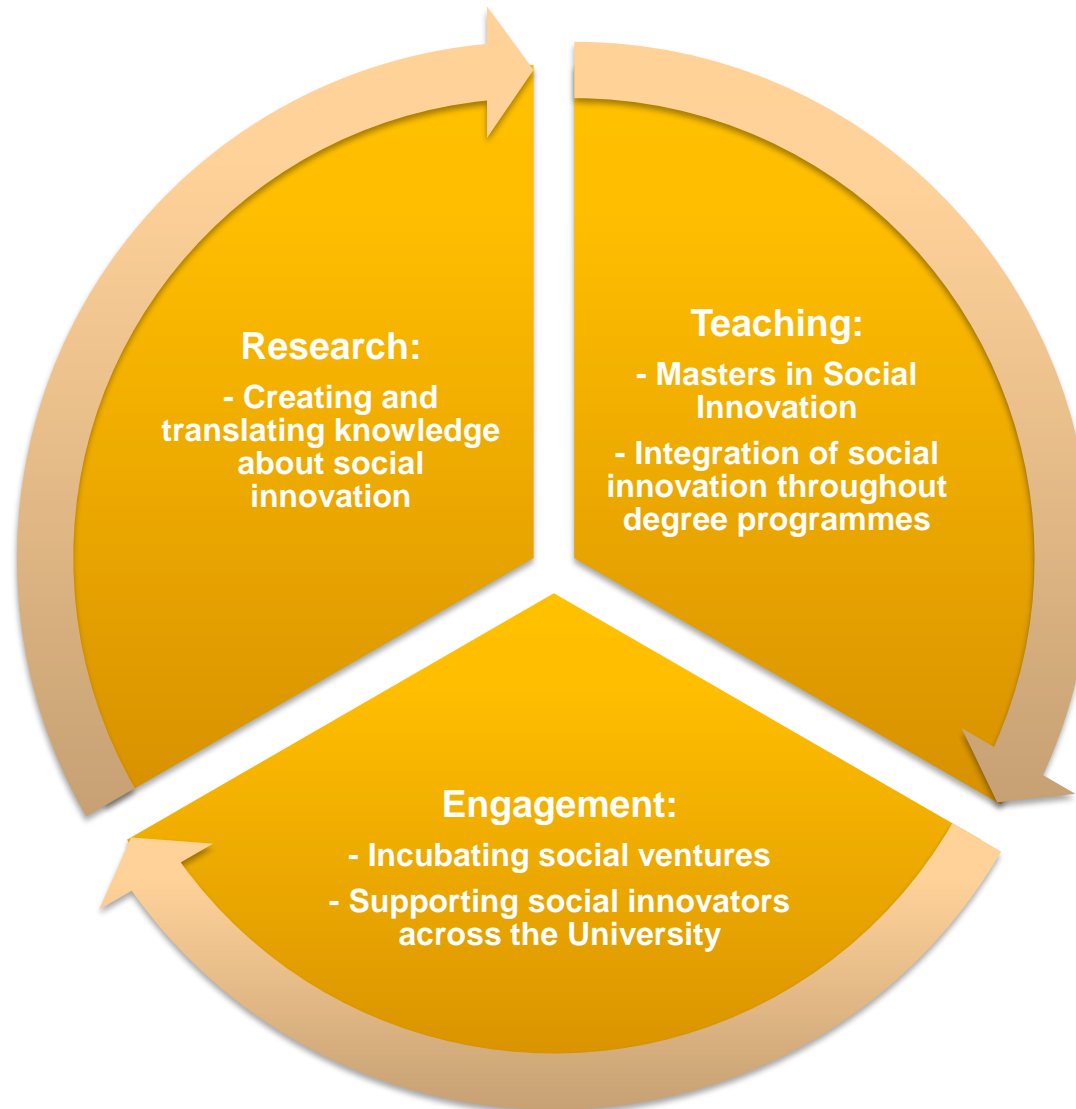 Research:
- Creating and
translating knowledge
about social
innovation
Teaching:
- Masters in Social
Innovation
- Integration of social
innovation throughout
degree programmes
Engagement:
- Incubating social ventures
- Supporting social innovators
across the University